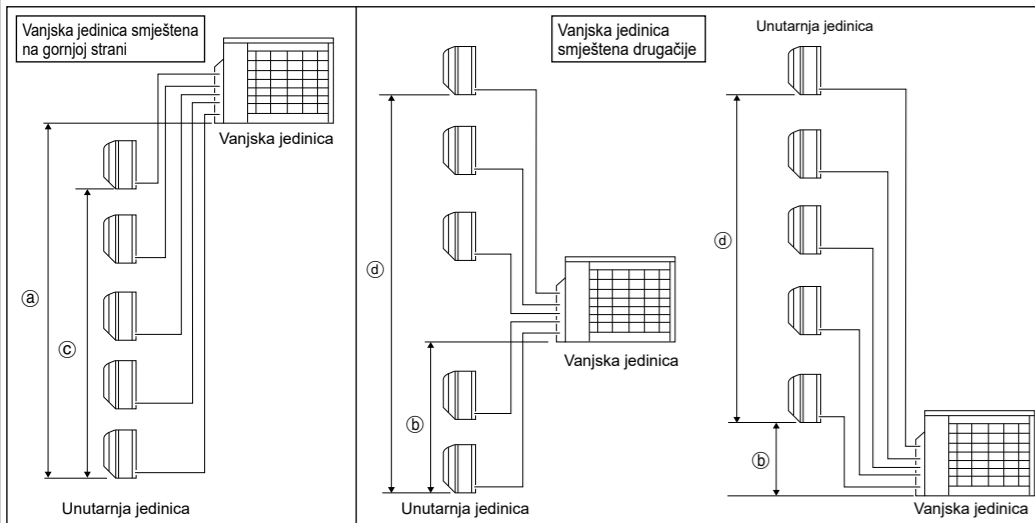 Vanjska jedinica smještena
na gornjoj strani
Vanjska jedinica
ⓐ
ⓒ
Unutarnja jedinica
Vanjska jedinica
smještena drugačije
ⓓ
Vanjska jedinica
ⓑ
Unutarnja jedinica
Unutarnja jedinica
ⓓ
ⓑ
Vanjska jedinica